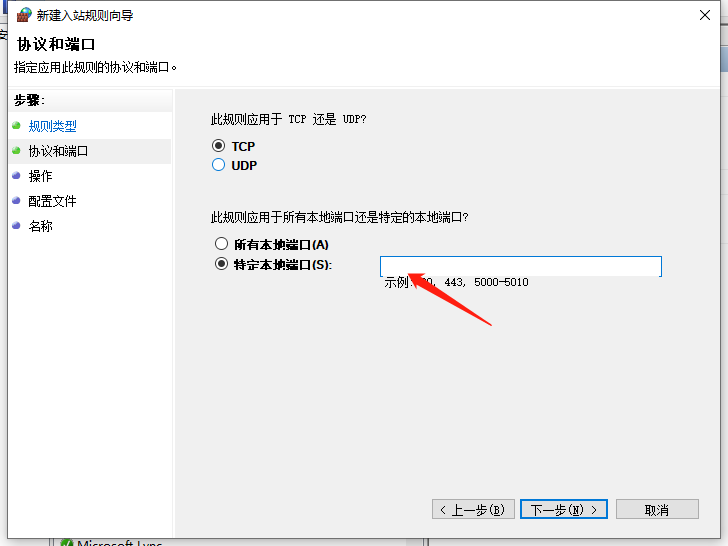 新建入站规则向导
协议和端口
指定应用此规则的协议和端口。
步骤:
规则类型
协议和端口
操作
配置文件
名称
此规则应用于 TCP 还是 UDP?
TCP
UDP
此规则应用于所有本地端口还是特定的本地端口?
所有本地端口(A)
特定本地端口(S):
示例: 80, 443, 5000-5010
< 上一步(B)
下一步(N) >
取消
Microsoft Lync